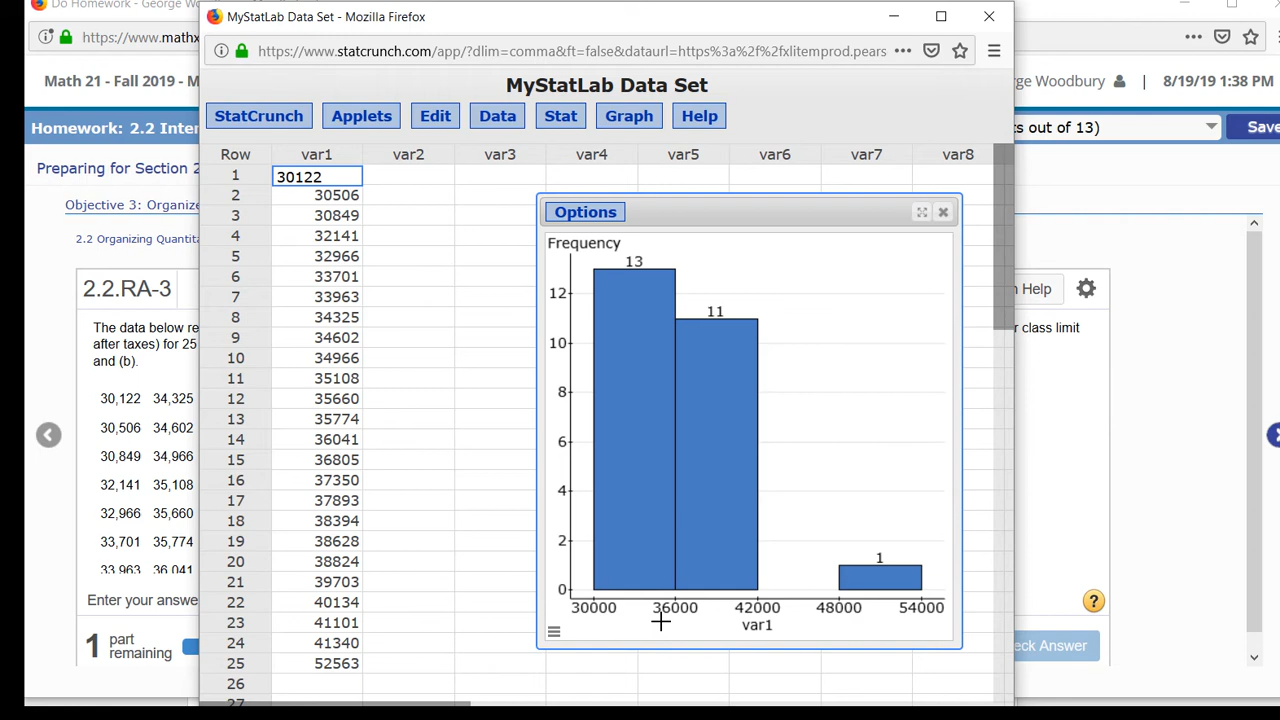 Do Homework - George Woo
MyStatLab Data Set - Mozilla Firefox
https://www.mathx
https://www.statcrunch.com/app/?dlim=comma&ft=false&dataurl=https%3a%2f%2fxlitemprod.pears
Math 21 - Fall 2019 - M
MyStatLab Data Set
ge Woodbury
8/19/19 1:38 PM
StatCrunch Applets Edit Data Stat Graph Help
Homework: 2.2 Inter
s out of 13)
Save
Row var1 var2 var3 var4 var5 var6 var7 var8
Preparing for Section 2
Objective 3: Organize
2.2 Organizing Quantita
2.2.RA-3
n Help
The data below re
after taxes) for 25
and (b).
r class limit
30,122 34,325
30,506 34,602
30,849 34,966
32,141 35,108
32,966 35,660
33,701 35,774
33,963 36,041
Enter your answe
1 part
remaining
?
eck Answer
1 30122
2 30506
3 30849
4 32141
5 32966
6 33701
7 33963
8 34325
9 34602
10 34966
11 35108
12 35660
13 35774
14 36041
15 36805
16 37350
17 37893
18 38394
19 38628
20 38824
21 39703
22 40134
23 41101
24 41340
25 52563
26
27
Options
Frequency
13
12
11
10
8
6
4
2
1
0
30000 36000 42000 48000 54000
var1